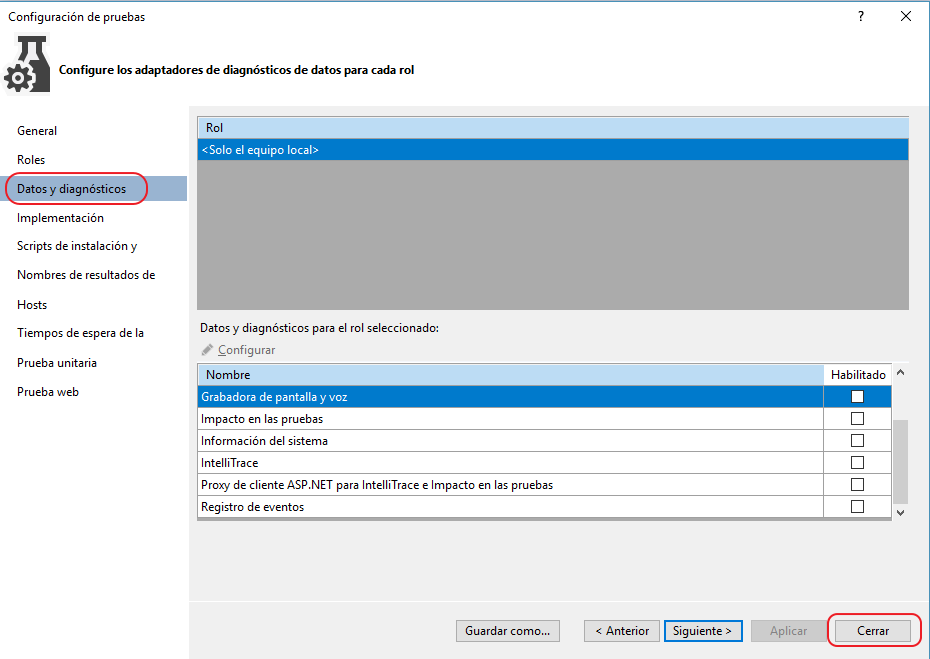 Configuración de pruebas
?
Configure los adaptadores de diagnósticos de datos para cada rol
General
Roles
Datos y diagnósticos
Implementación
Scripts de instalación y
Nombres de resultados de
Hosts
Tiempos de espera de la
Prueba unitaria
Prueba web
Rol
<Solo el equipo local>
Datos y diagnósticos para el rol seleccionado:
Configurar
Nombre Habilitado
Grabadora de pantalla y voz
Impacto en las pruebas
Información del sistema
IntelliTrace
Proxy de cliente ASP.NET para IntelliTrace e Impacto en las pruebas
Registro de eventos
Guardar como... < Anterior Siguiente > Aplicar Cerrar